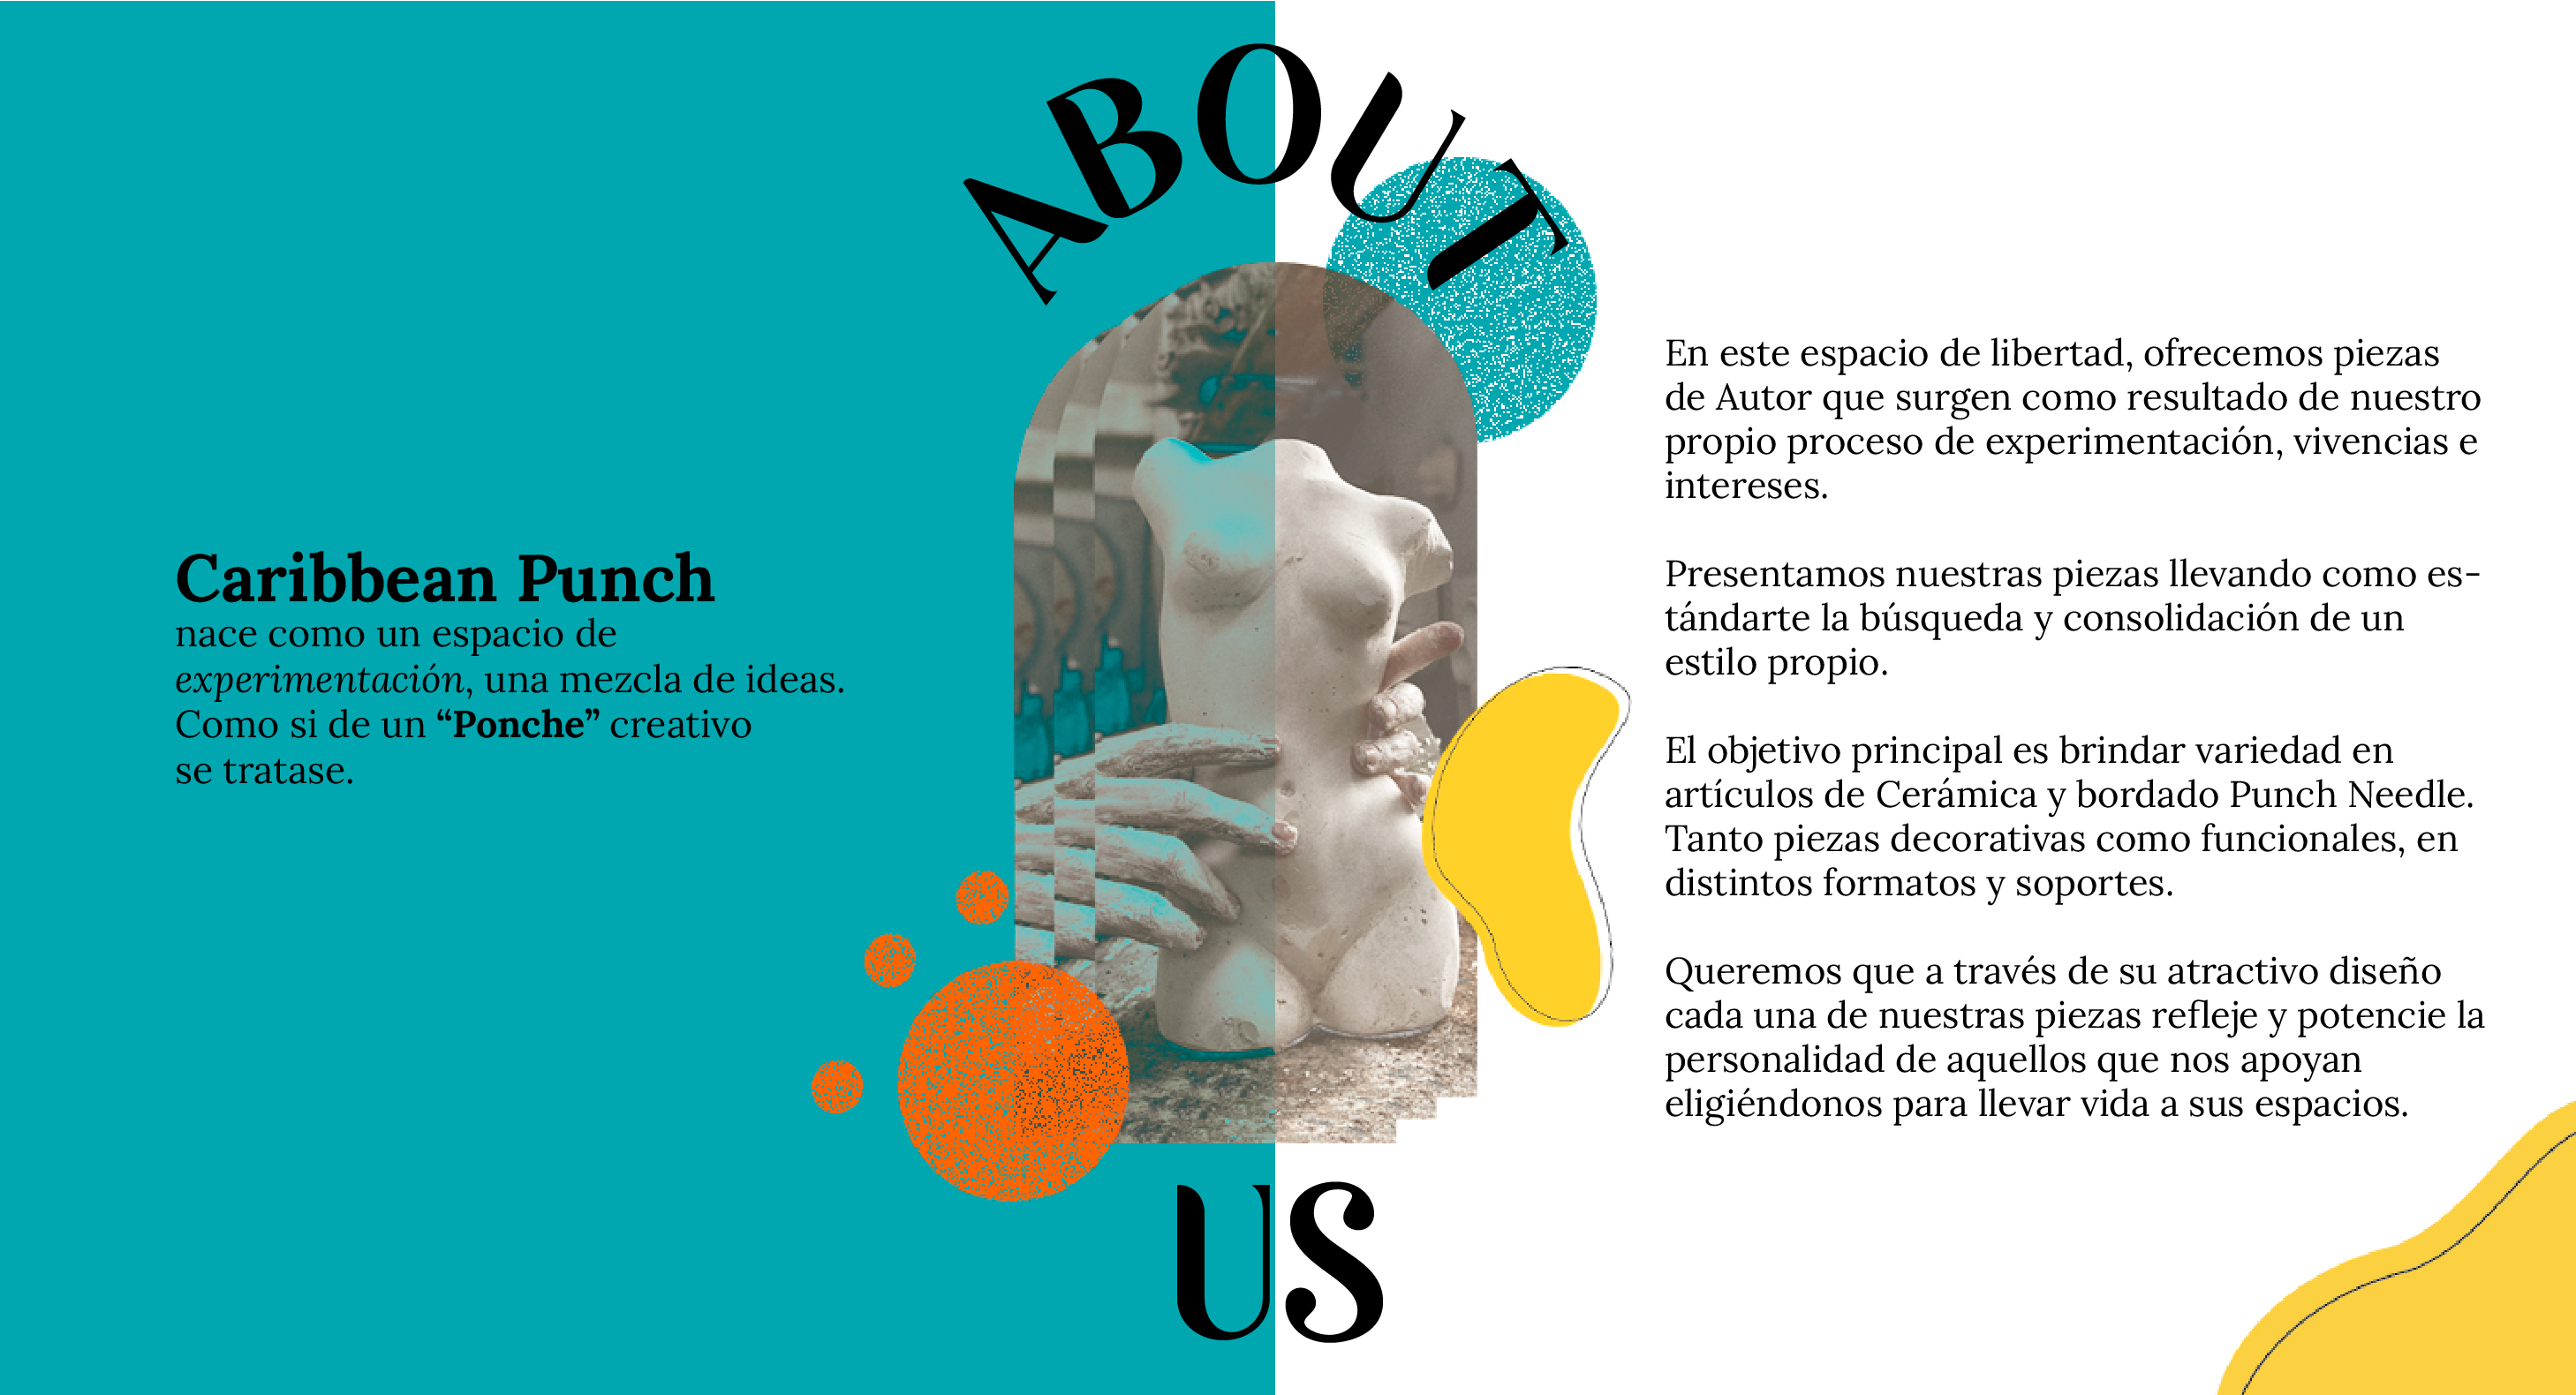 ABOUT
US
Caribbean Punch
nace como un espacio de
experimentación, una mezcla de ideas.
Como si de un “Ponche” creativo
se tratase.
En este espacio de libertad, ofrecemos piezas
de Autor que surgen como resultado de nuestro
propio proceso de experimentación, vivencias e
intereses.
Presentamos nuestras piezas llevando como es-
tándarte la búsqueda y consolidación de un
estilo propio.
El objetivo principal es brindar variedad en
artículos de Cerámica y bordado Punch Needle.
Tanto piezas decorativas como funcionales, en
distintos formatos y soportes.
Queremos que a través de su atractivo diseño
cada una de nuestras piezas refleje y potencie la
personalidad de aquellos que nos apoyan
eligiéndonos para llevar vida a sus espacios.